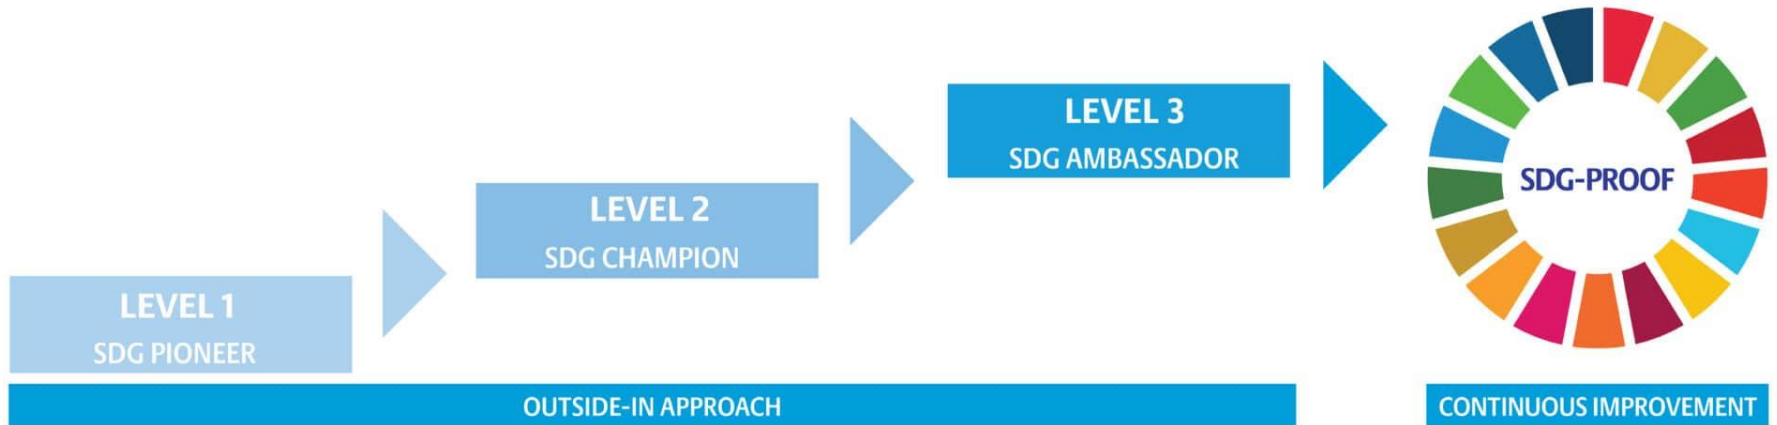 LEVEL 1
SDG PIONEER
LEVEL 2
SDG CHAMPION
LEVEL 3
SDG AMBASSADOR
SDG-PROOF
OUTSIDE-IN APPROACH
CONTINUOUS IMPROVEMENT